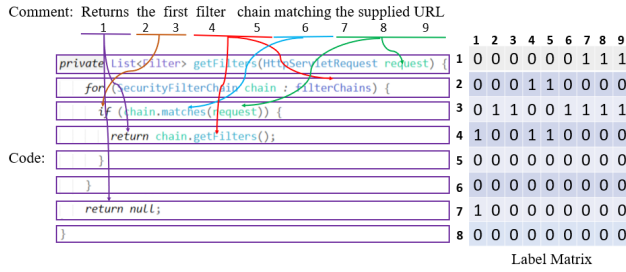 Comment: Returns the first filter chain matching the supplied URL
1 2 3 4 5 6 7 8 9
private List<Filter> getFilters(HttpServletRequest request) {
for (SecurityFilterChain chain : filterChains) {
if (chain.matches(request)) {
return chain.getFilters();
Code:
}
}
return null;
}
1 2 3 4 5 6 7 8 9
1 0 0 0 0 0 0 1 1 1
2 0 0 0 1 1 0 0 0 0
3 0 1 1 0 0 1 1 1 1
4 1 0 0 1 1 0 0 0 0
5 0 0 0 0 0 0 0 0 0
6 0 0 0 0 0 0 0 0 0
7 1 0 0 0 0 0 0 0 0
8 0 0 0 0 0 0 0 0 0
Label Matrix